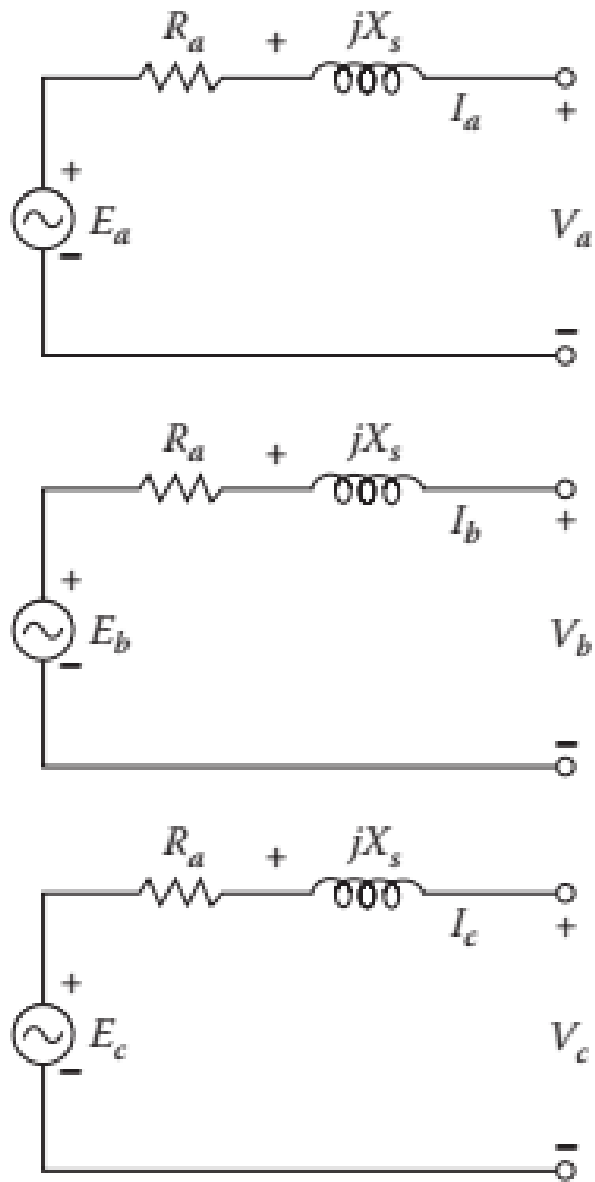 R_a + jX_s
I_a +
+
E_a V_a
−
−
R_a + jX_s
I_b +
+
E_b V_b
−
−
R_a + jX_s
I_c +
+
E_c V_c
−
−